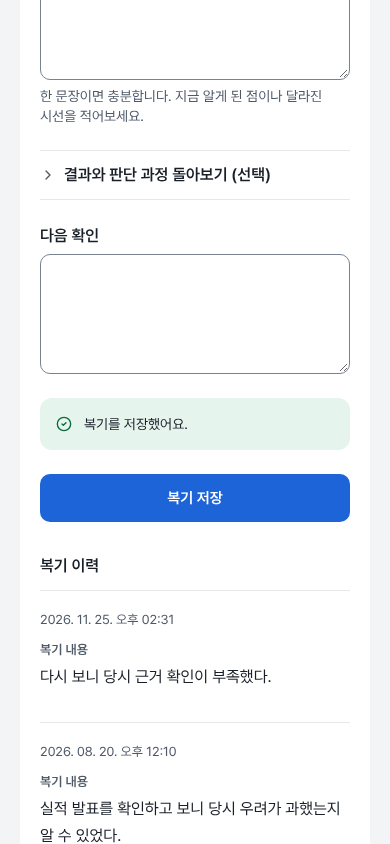 한 문장이면 충분합니다. 지금 알게 된 점이나 달라진
시선을 적어보세요.
결과와 판단 과정 돌아보기 (선택)
다음 확인
복기를 저장했어요.
복기 저장
복기 이력
2026. 11. 25. 오후 02:31
복기 내용
다시 보니 당시 근거 확인이 부족했다.
2026. 08. 20. 오후 12:10
복기 내용
실적 발표를 확인하고 보니 당시 우려가 과했는지
알 수 있었다.